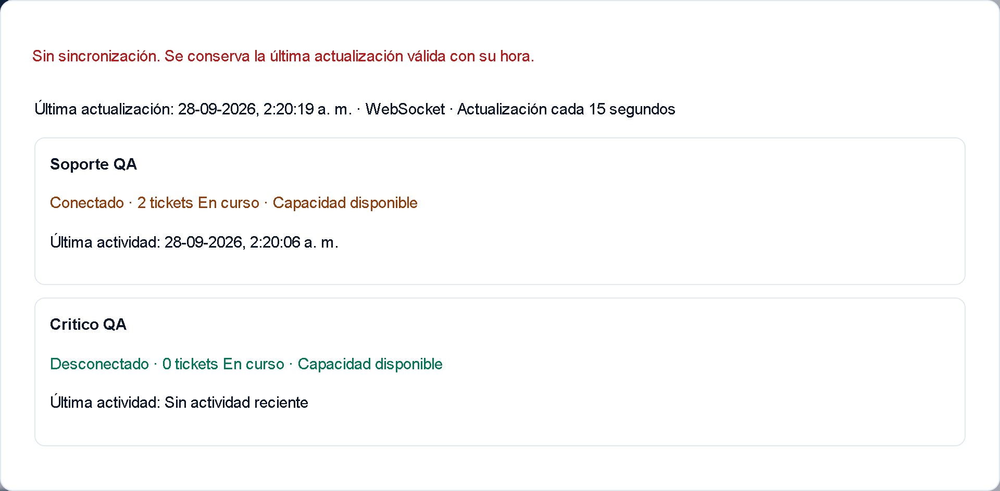 Sin sincronización. Se conserva la última actualización válida con su hora.
Última actualización: 28-09-2026, 2:20:19 a. m. · WebSocket · Actualización cada 15 segundos
Soporte QA
Conectado · 2 tickets En curso · Capacidad disponible
Última actividad: 28-09-2026, 2:20:06 a. m.
Critico QA
Desconectado · 0 tickets En curso · Capacidad disponible
Última actividad: Sin actividad reciente